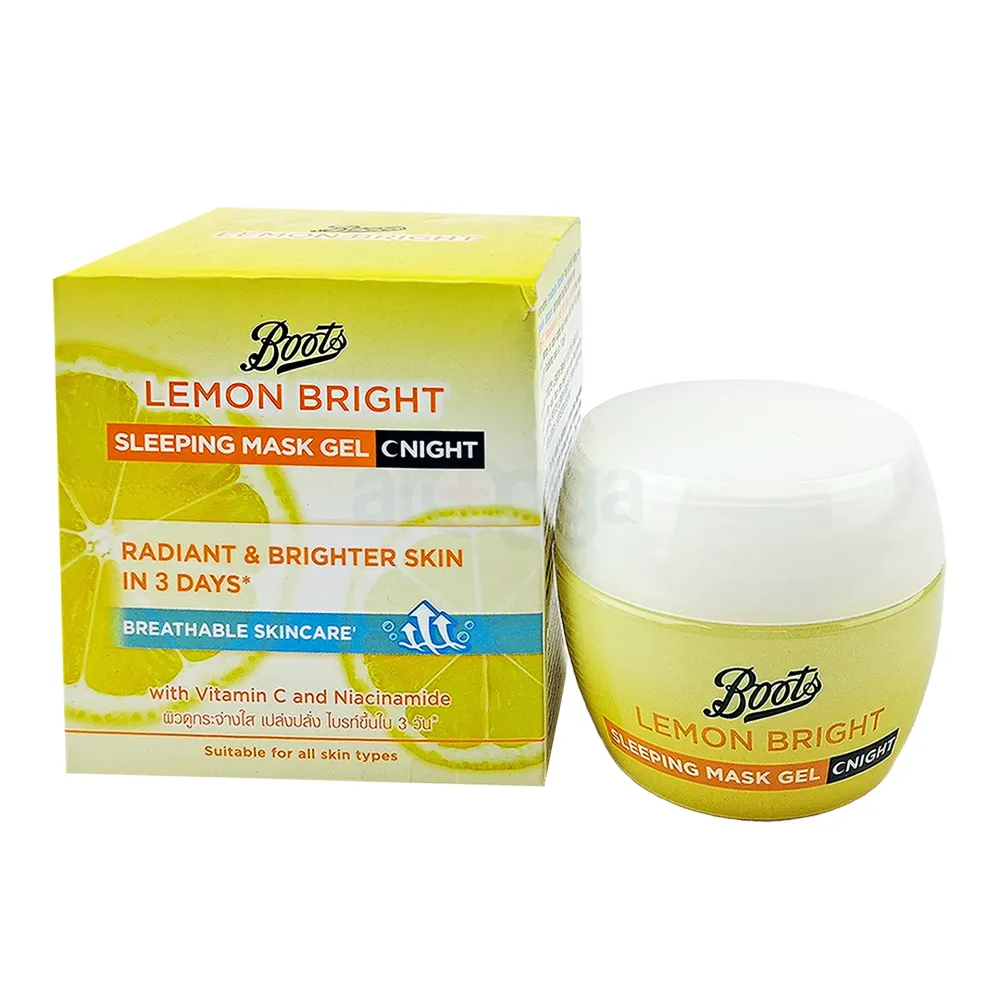 LEMON BRIGHT
Boots
LEMON BRIGHT
SLEEPING MASK GEL CNIGHT
RADIANT & BRIGHTER SKIN
IN 3 DAYS*
BREATHABLE SKINCARE†
with Vitamin C and Niacinamide
ผิวดูกระจ่างใส เปล่งปลั่ง ไบรท์ขึ้นใน 3 วัน*
Suitable for all skin types
Boots
LEMON BRIGHT
SLEEPING MASK GEL CNIGHT